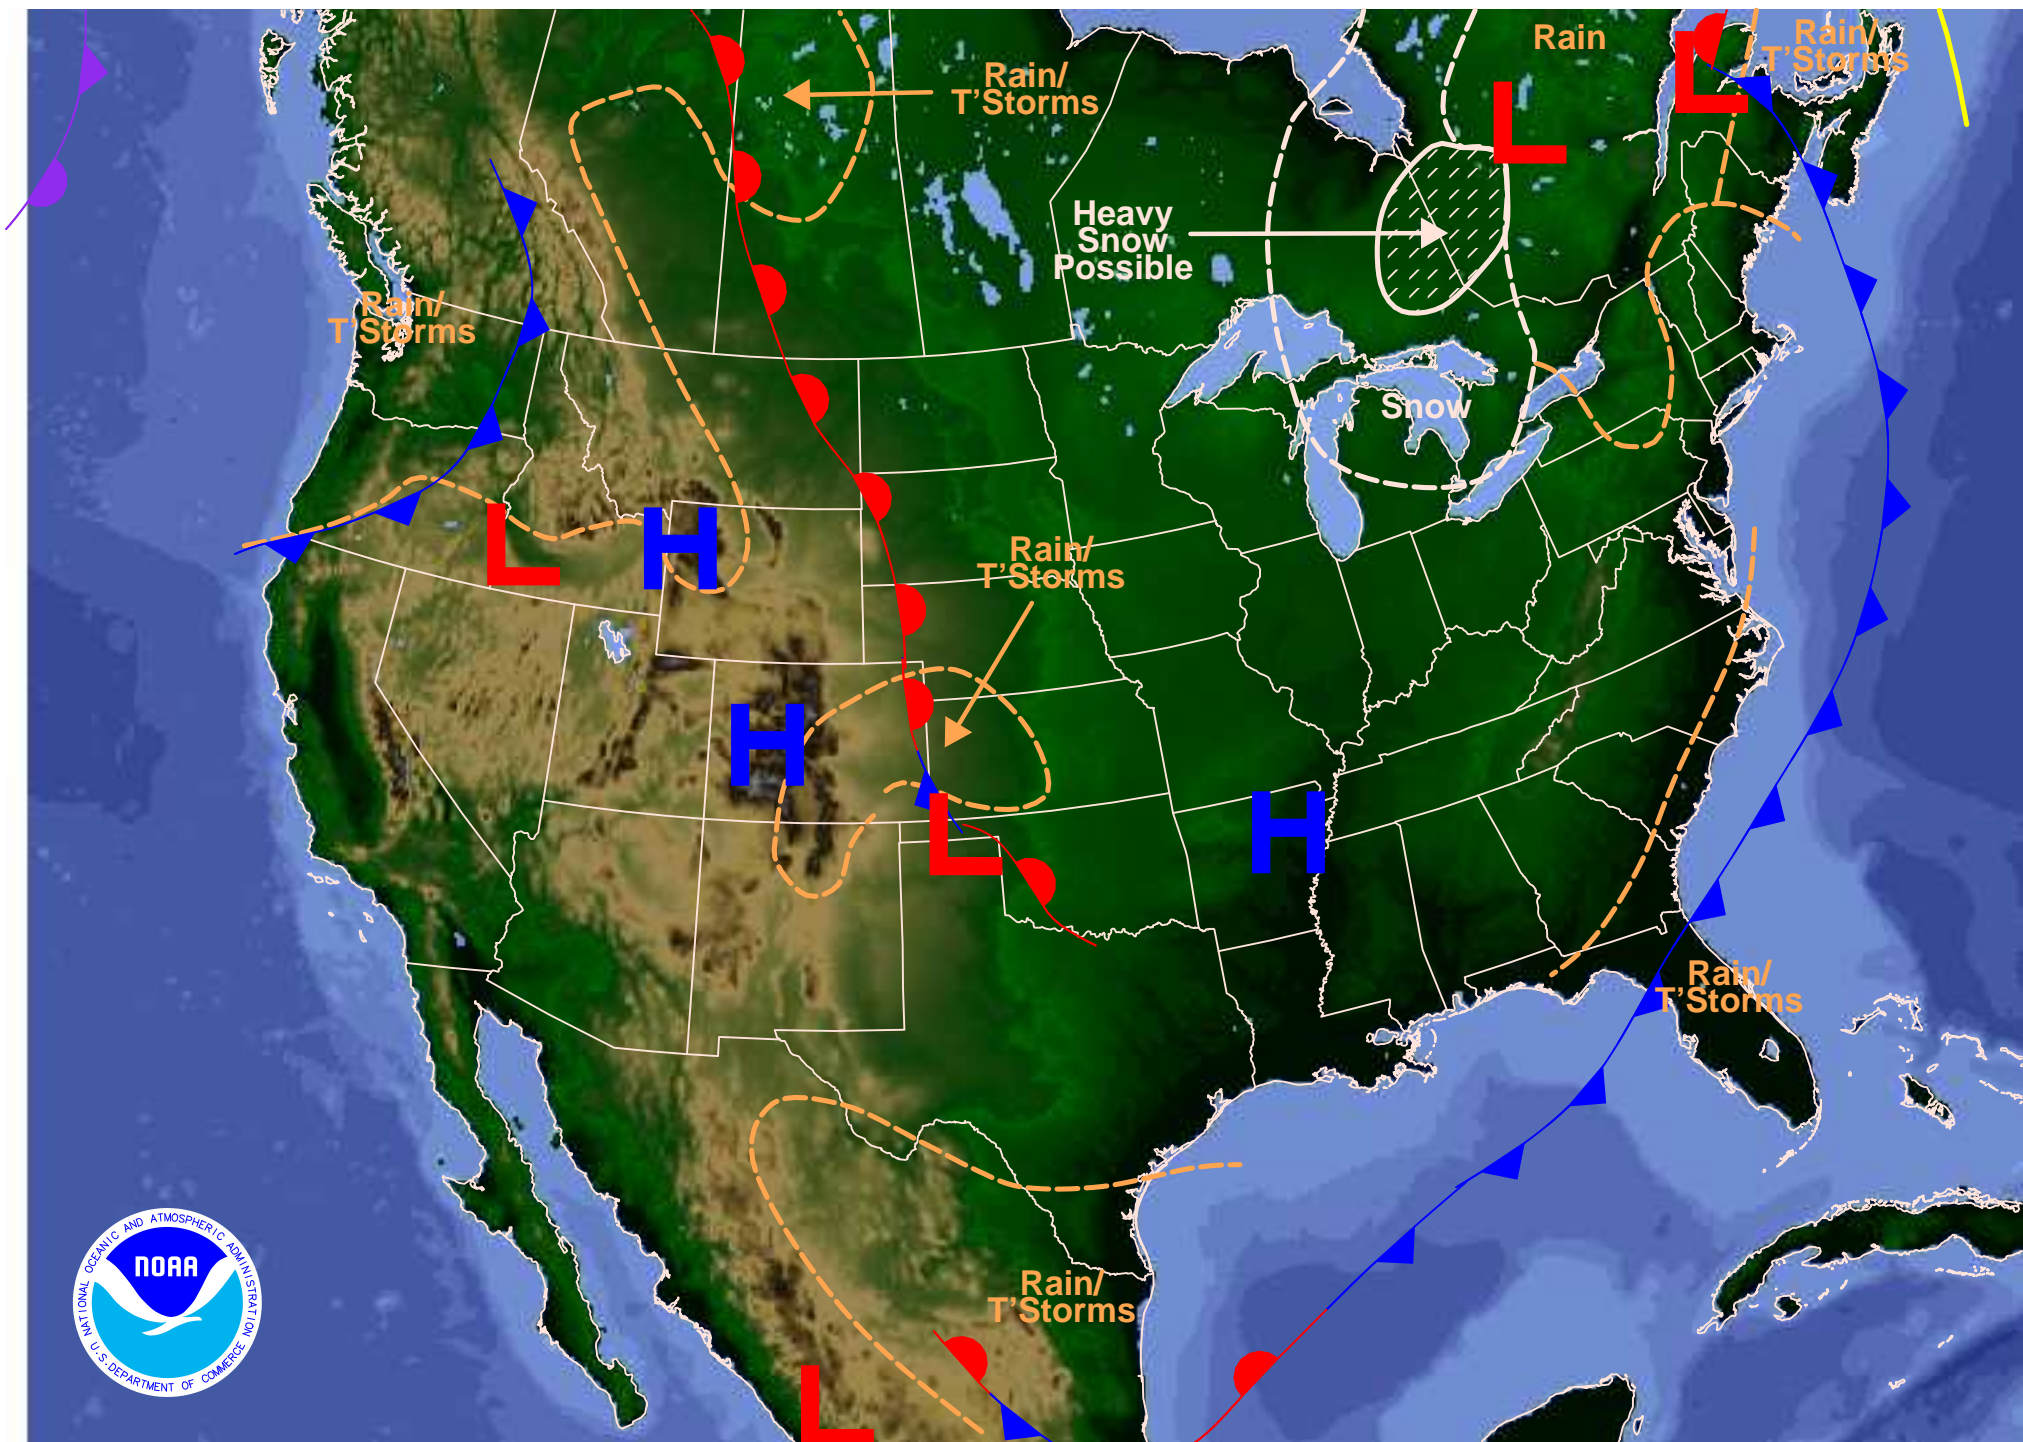 Rain
Rain/
T'Storms
Rain/
T'Storms
Heavy
Snow
Possible
L
L
Rain/
T'Storms
Snow
L
H
Rain/
T'Storms
H
L
H
Rain/
T'Storms
Rain/
T'Storms
L
NATIONAL OCEANIC AND ATMOSPHERIC ADMINISTRATION
NOAA
U.S. DEPARTMENT OF COMMERCE